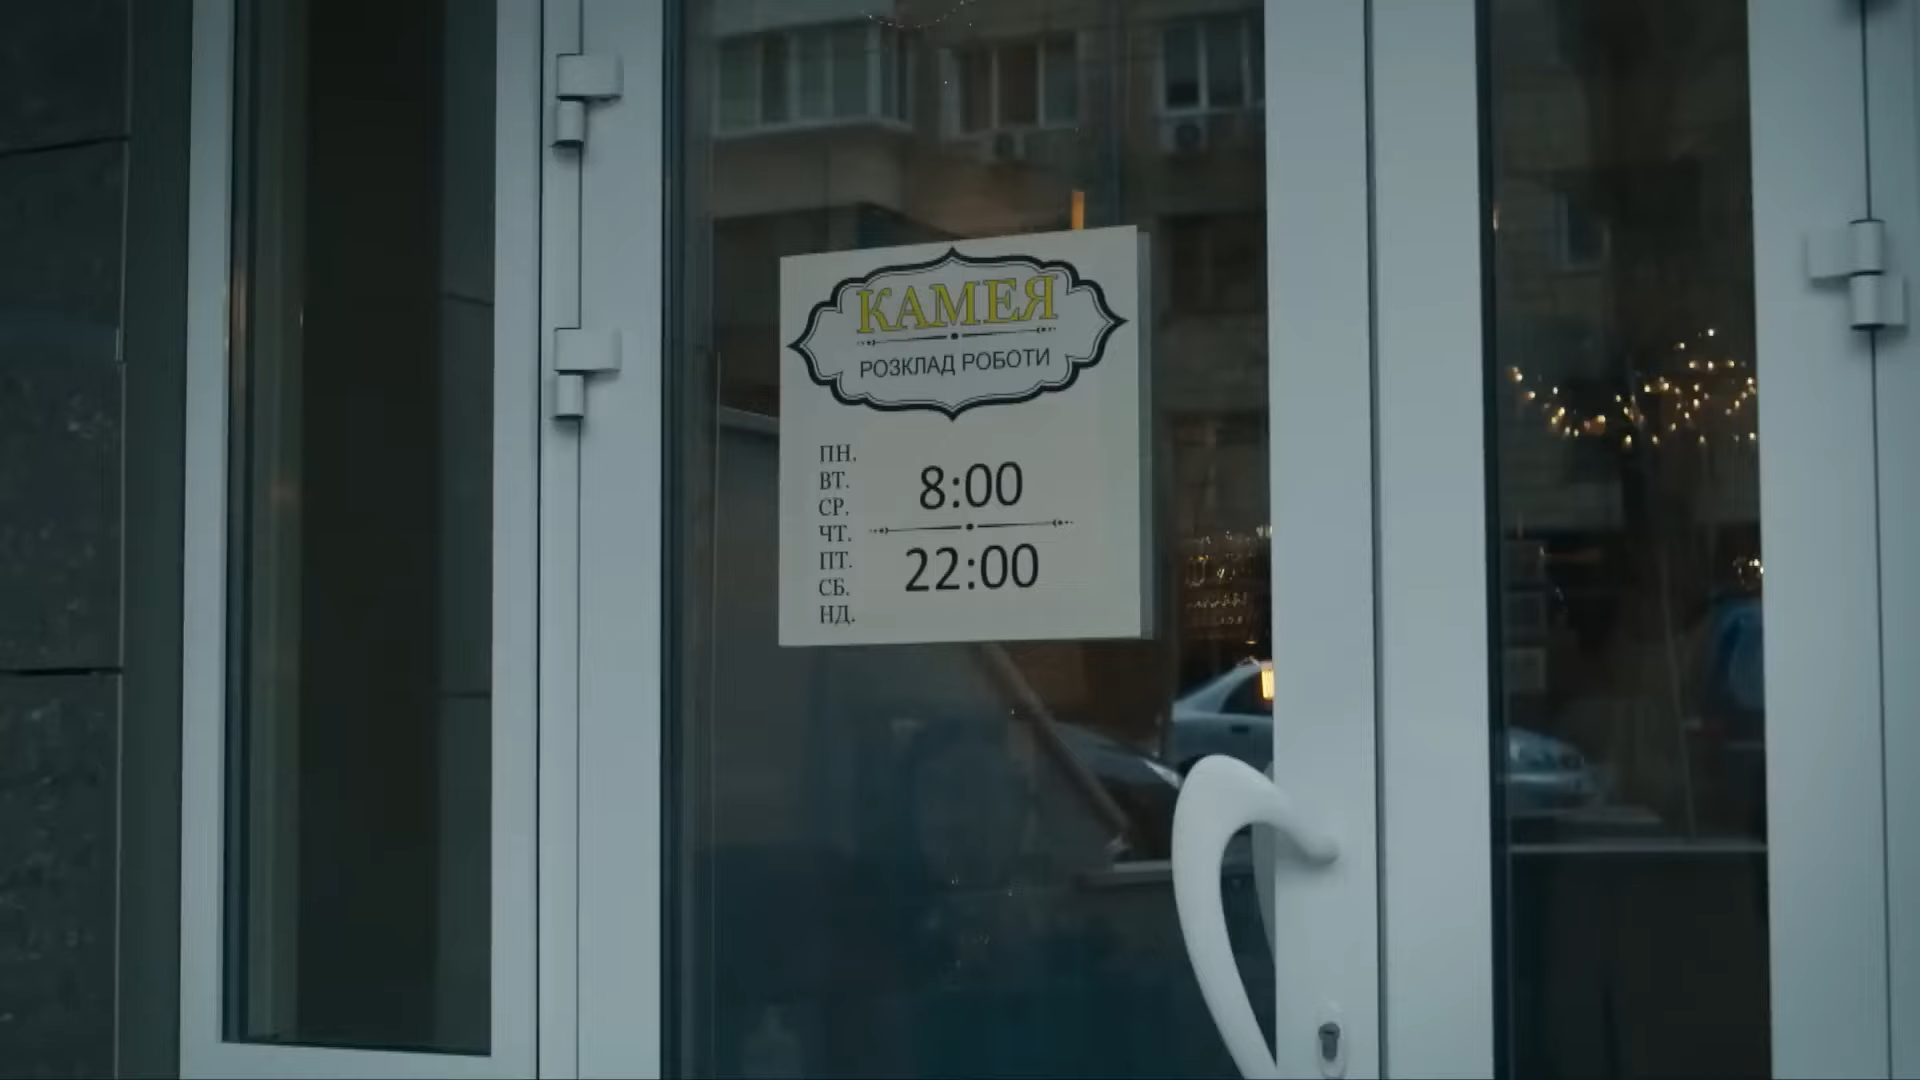 КАМЕЯ
РОЗКЛАД РОБОТИ
ПН.
ВТ.
СР.
ЧТ.
ПТ.
СБ.
НД.
8:00
22:00